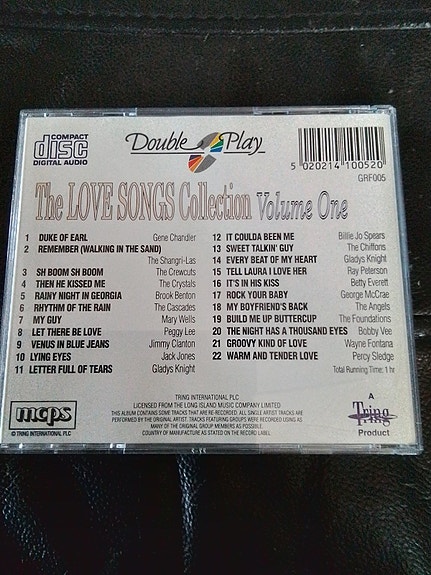 COMPACT
disc
DIGITAL AUDIO
Double Play
5 020214 100520
GRF005
The LOVE SONGS Collection Volume One
1 DUKE OF EARL Gene Chandler
2 REMEMBER (WALKING IN THE SAND)
The Shangri-Las
3 SH BOOM SH BOOM The Crewcuts
4 THEN HE KISSED ME The Crystals
5 RAINY NIGHT IN GEORGIA Brook Benton
6 RHYTHM OF THE RAIN The Cascades
7 MY GUY Mary Wells
8 LET THERE BE LOVE Peggy Lee
9 VENUS IN BLUE JEANS Jimmy Clanton
10 LYING EYES Jack Jones
11 LETTER FULL OF TEARS Gladys Knight
12 IT COULDA BEEN ME Billie Jo Spears
13 SWEET TALKIN' GUY The Chiffons
14 EVERY BEAT OF MY HEART Gladys Knight
15 TELL LAURA I LOVE HER Ray Peterson
16 IT'S IN HIS KISS Betty Everett
17 ROCK YOUR BABY George McCrae
18 MY BOYFRIEND'S BACK The Angels
19 BUILD ME UP BUTTERCUP The Foundations
20 THE NIGHT HAS A THOUSAND EYES Bobby Vee
21 GROOVY KIND OF LOVE Wayne Fontana
22 WARM AND TENDER LOVE Percy Sledge
Total Running Time: 1 hr
mcps
© TRING INTERNATIONAL PLC
TRING INTERNATIONAL PLC
LICENSED FROM THE LONG ISLAND MUSIC COMPANY LIMITED
THIS ALBUM CONTAINS SOME TRACKS THAT ARE RE-RECORDED. ALL SINGLE ARTIST TRACKS ARE
PERFORMED BY THE ORIGINAL ARTIST. TRACKS FEATURING GROUPS WERE RECORDED USING AS
MANY OF THE ORIGINAL GROUP MEMBERS AS POSSIBLE.
COUNTRY OF MANUFACTURE AS STATED ON THE RECORD LABEL.
A
Tring
Product